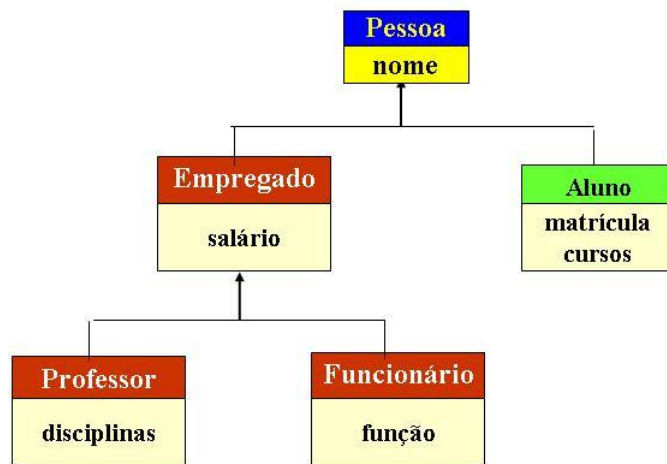 Pessoa
nome
Empregado
salário
Aluno
matrícula
cursos
Professor
disciplinas
Funcionário
função